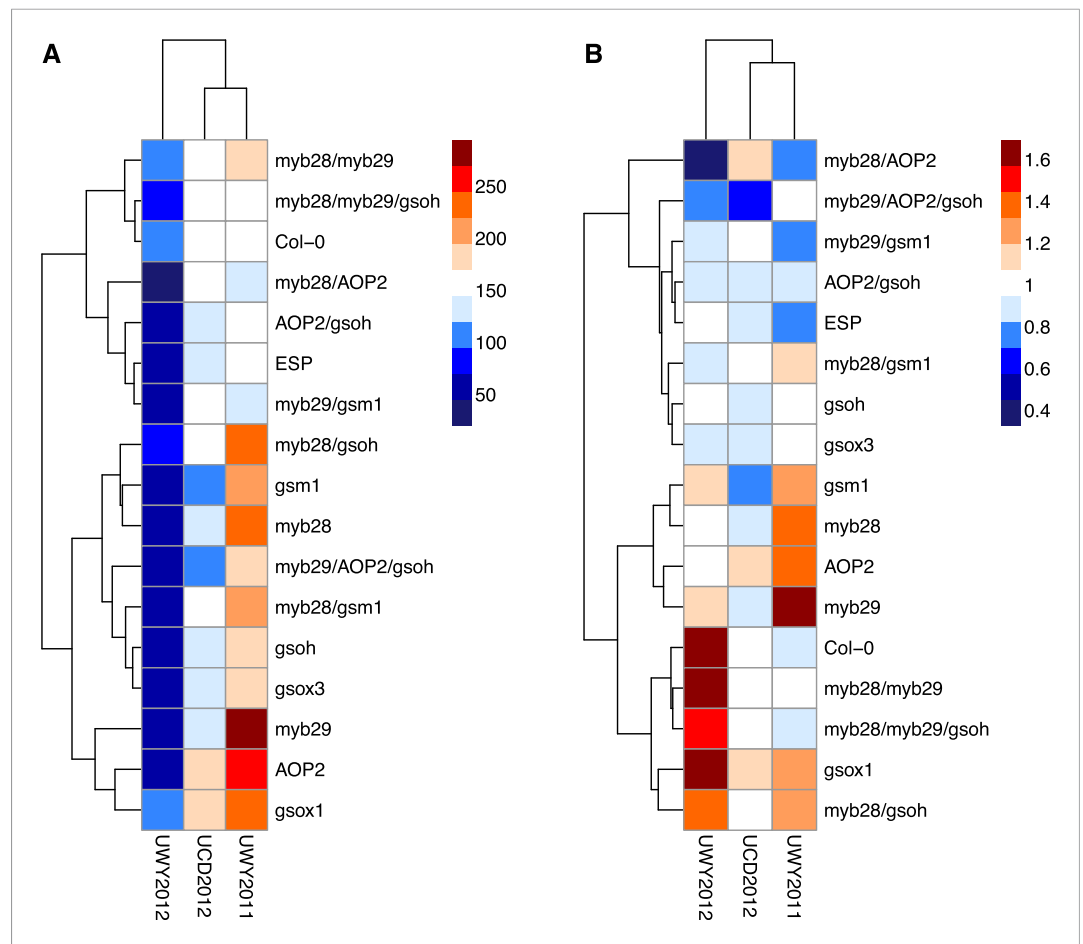 A
myb28/myb29
myb28/myb29/gsoh
Col−0
myb28/AOP2
AOP2/gsoh
ESP
myb29/gsm1
myb28/gsoh
gsm1
myb28
myb29/AOP2/gsoh
myb28/gsm1
gsoh
gsox3
myb29
AOP2
gsox1
250
200
150
100
50
UWY2012
UCD2012
UWY2011
B
myb28/AOP2
myb29/AOP2/gsoh
myb29/gsm1
AOP2/gsoh
ESP
myb28/gsm1
gsoh
gsox3
gsm1
myb28
AOP2
myb29
Col−0
myb28/myb29
myb28/myb29/gsoh
gsox1
myb28/gsoh
1.6
1.4
1.2
1
0.8
0.6
0.4
UWY2012
UCD2012
UWY2011